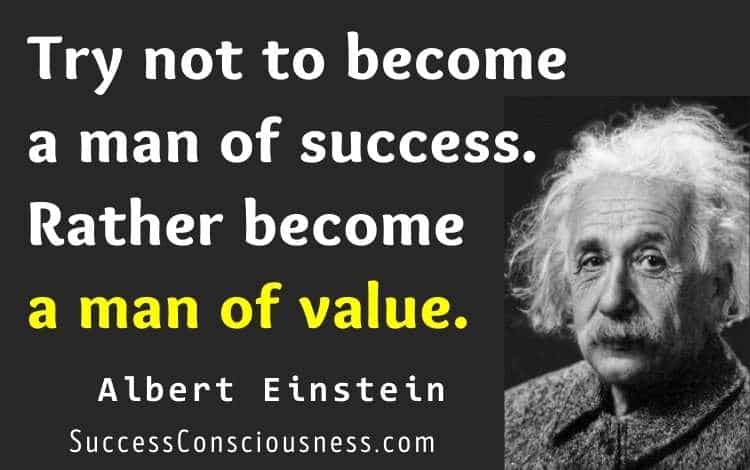 Try not to become
a man of success.
Rather become
a man of value.
Albert Einstein
SuccessConsciousness.com